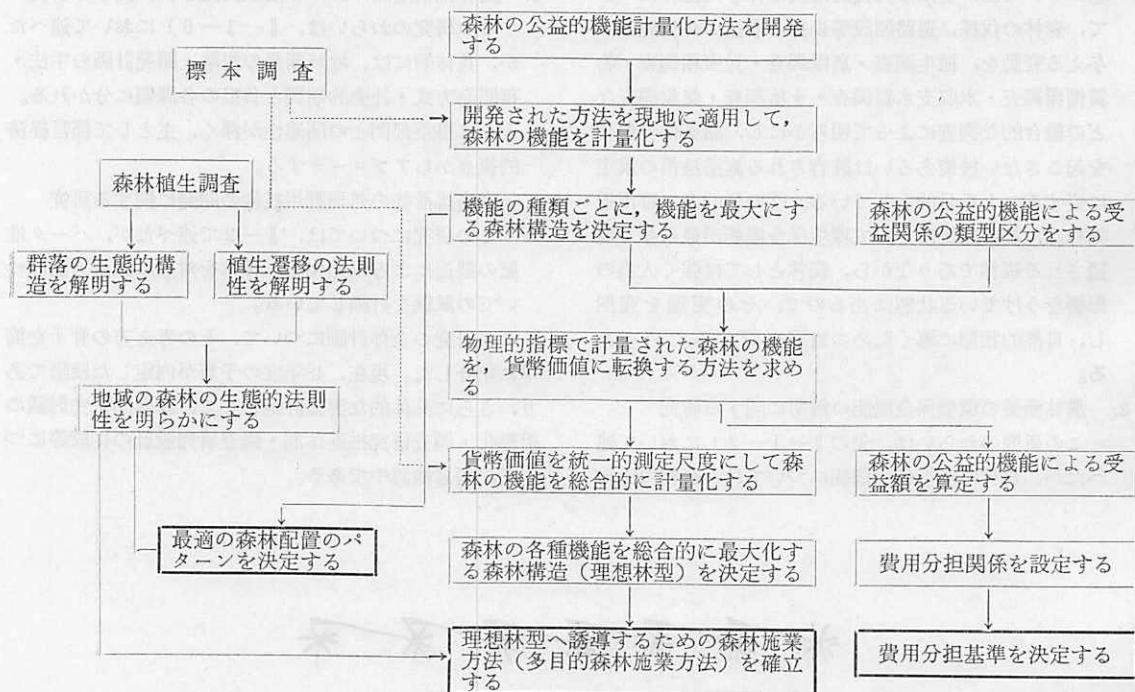 森林の公益的機能計量化方法を開発
する
標本調査
開発された方法を現地に適用して,
森林の機能を計量化する
森林植生調査
機能の種類ごとに,機能を最大にす
る森林構造を決定する
森林の公益的機能による受
益関係の類型区分をする
群落の生態的構
造を解明する
植生遷移の法則
性を解明する
物理的指標で計量された森林の機能
を,貨幣価値に転換する方法を求め
る
地域の森林の生態的法則
性を明らかにする
貨幣価値を統一的測定尺度にして森
林の機能を総合的に計量化する
森林の公益的機能による受
益額を算定する
最適の森林配置のパ
ターンを決定する
森林の各種機能を総合的に最大化す
る森林構造(理想林型)を決定する
費用分担関係を設定する
理想林型へ誘導するための森林施業
方法(多目的森林施業方法)を確立
する
費用分担基準を決定する